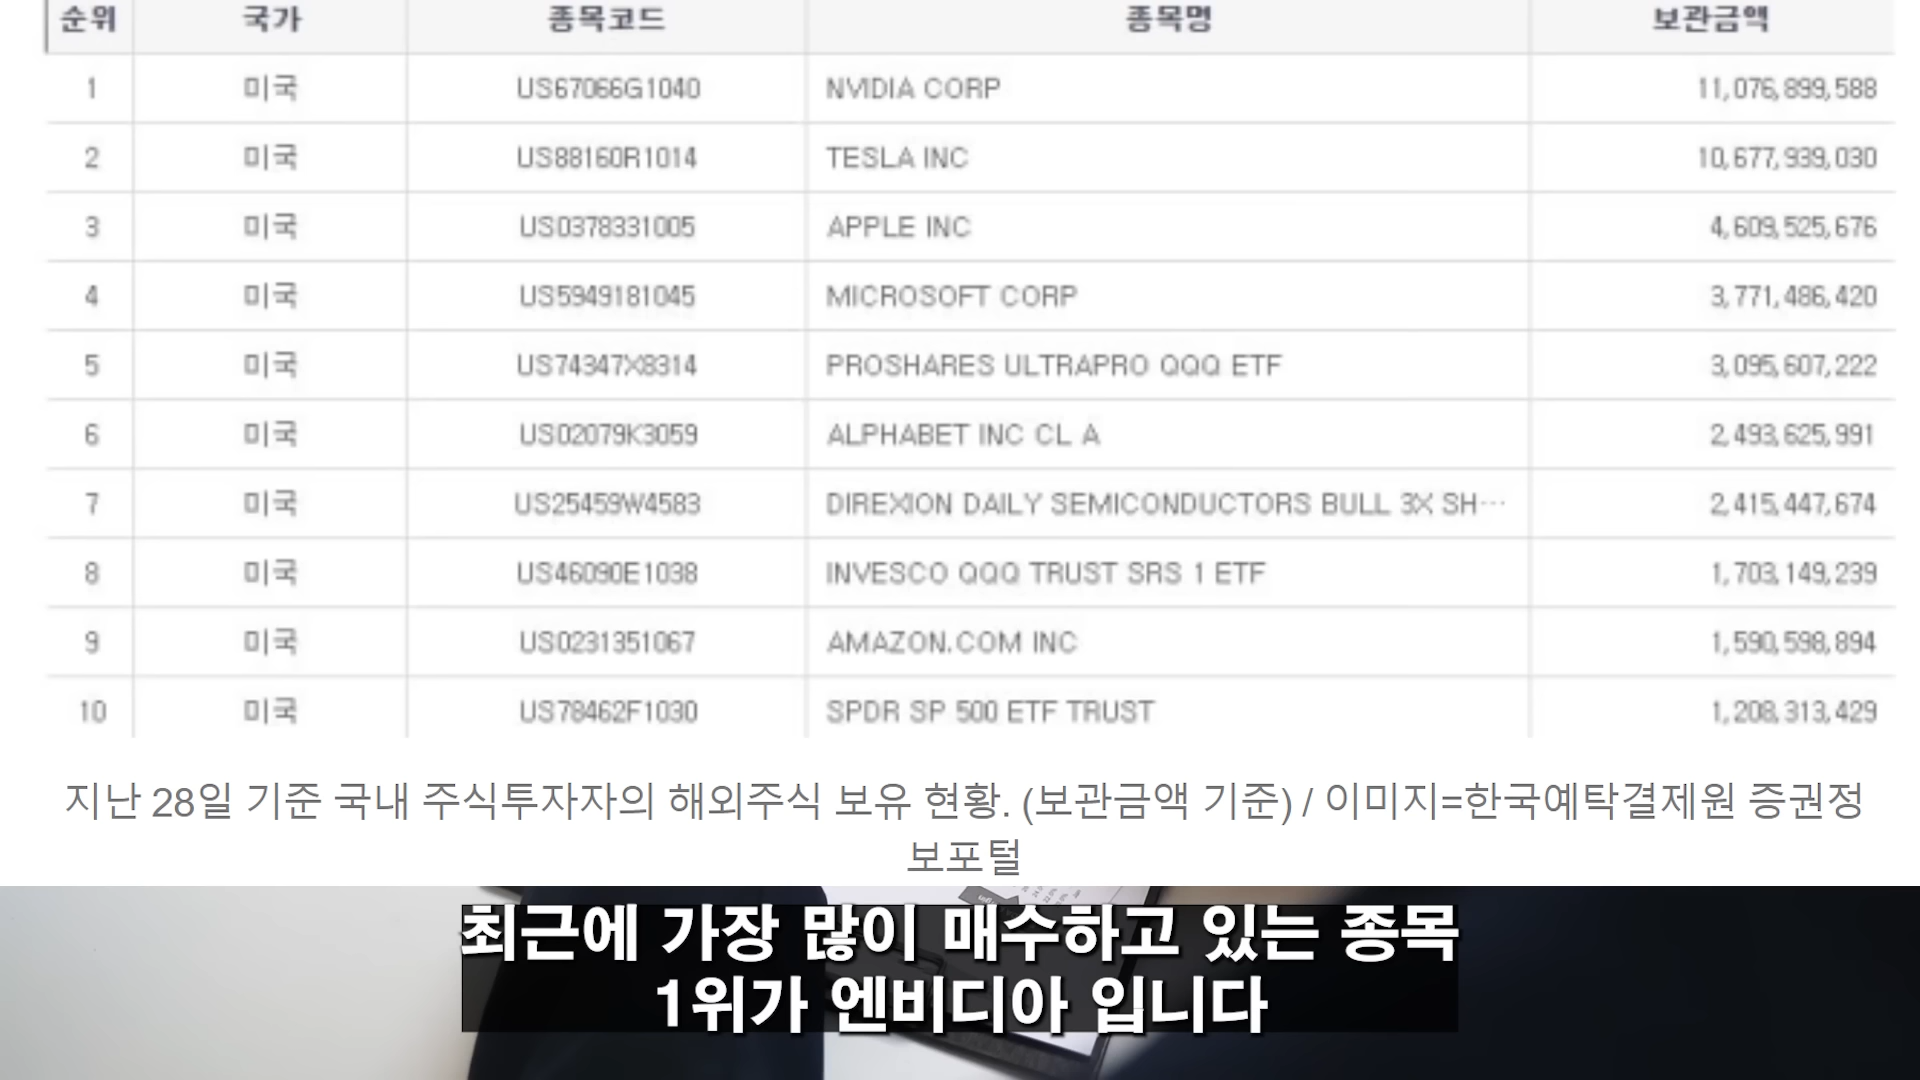 순위 국가 종목코드 종목명 보관금액
1 미국 US67066G1040 NVIDIA CORP 11,076,899,588
2 미국 US88160R1014 TESLA INC 10,677,939,030
3 미국 US0378331005 APPLE INC 4,609,525,676
4 미국 US5949181045 MICROSOFT CORP 3,771,486,420
5 미국 US74347X8314 PROSHARES ULTRAPRO QQQ ETF 3,095,607,222
6 미국 US02079K3059 ALPHABET INC CL A 2,493,625,991
7 미국 US25459W4583 DIREXION DAILY SEMICONDUCTORS BULL 3X SH… 2,415,447,674
8 미국 US46090E1038 INVESCO QQQ TRUST SRS 1 ETF 1,703,149,239
9 미국 US0231351067 AMAZON.COM INC 1,590,598,894
10 미국 US78462F1030 SPDR SP 500 ETF TRUST 1,208,313,429
지난 28일 기준 국내 주식투자자의 해외주식 보유 현황. (보관금액 기준) / 이미지=한국예탁결제원 증권정
보포털
최근에 가장 많이 매수하고 있는 종목
1위가 엔비디아 입니다